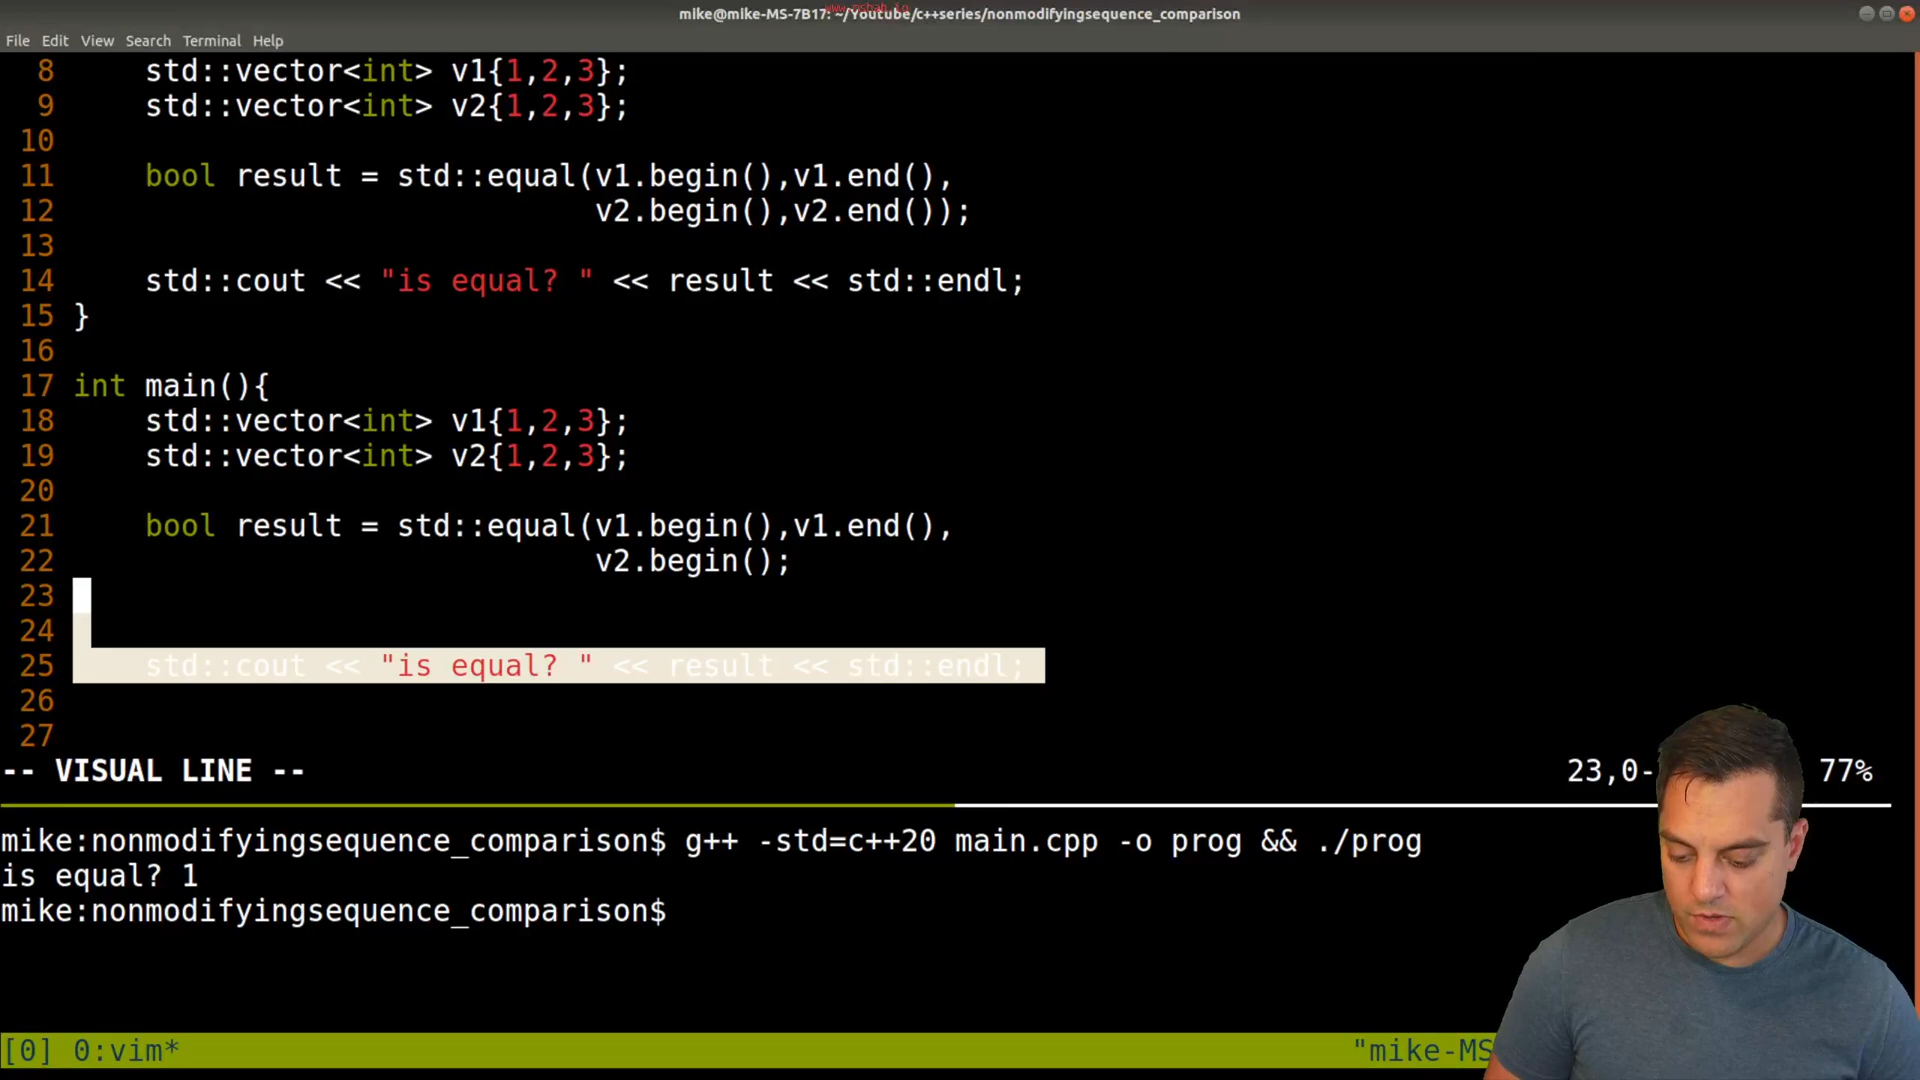 mike@mike-MS-7B17: ~/Youtube/c++series/nonmodifyingsequence_comparison
File Edit View Search Terminal Help
8 std::vector<int> v1{1,2,3};
9 std::vector<int> v2{1,2,3};
10
11 bool result = std::equal(v1.begin(),v1.end(),
12 v2.begin(),v2.end());
13
14 std::cout << "is equal? " << result << std::endl;
15 }
16
17 int main(){
18 std::vector<int> v1{1,2,3};
19 std::vector<int> v2{1,2,3};
20
21 bool result = std::equal(v1.begin(),v1.end(),
22 v2.begin();
23
24
25 std::cout << "is equal? " << result << std::endl;
26
27
-- VISUAL LINE -- 23,0- 77%
mike:nonmodifyingsequence_comparison$ g++ -std=c++20 main.cpp -o prog && ./prog
is equal? 1
mike:nonmodifyingsequence_comparison$
[0] 0:vim* "mike-MS